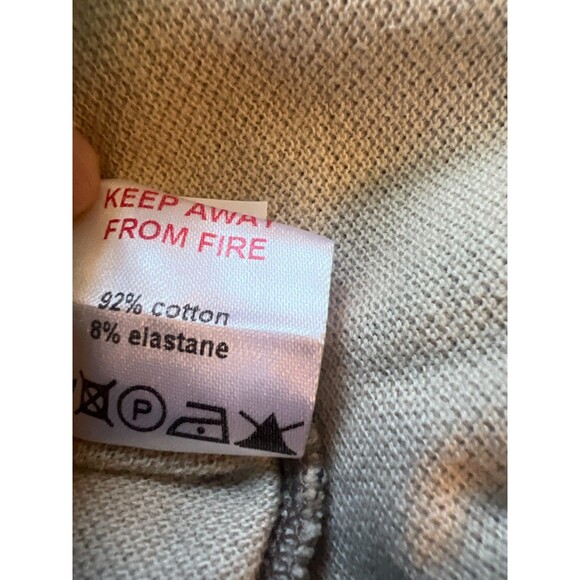 KEEP AWAY
FROM FIRE
92% cotton
8% elastane
P